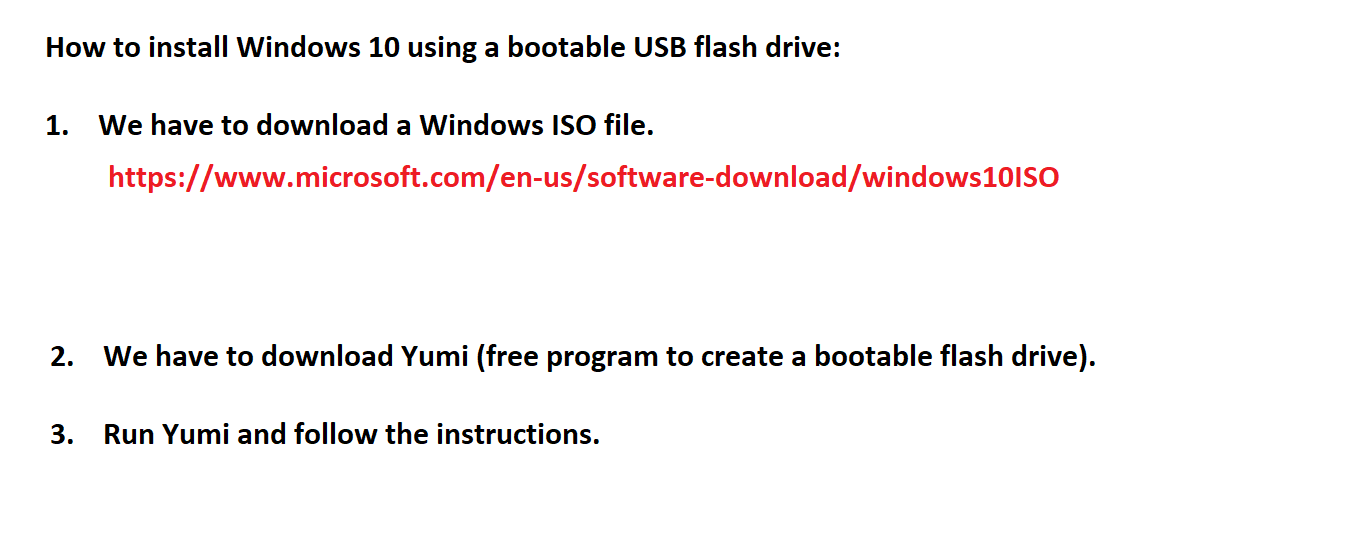 How to install Windows 10 using a bootable USB flash drive:
1. We have to download a Windows ISO file.
https://www.microsoft.com/en-us/software-download/windows10ISO
2. We have to download Yumi (free program to create a bootable flash drive).
3. Run Yumi and follow the instructions.